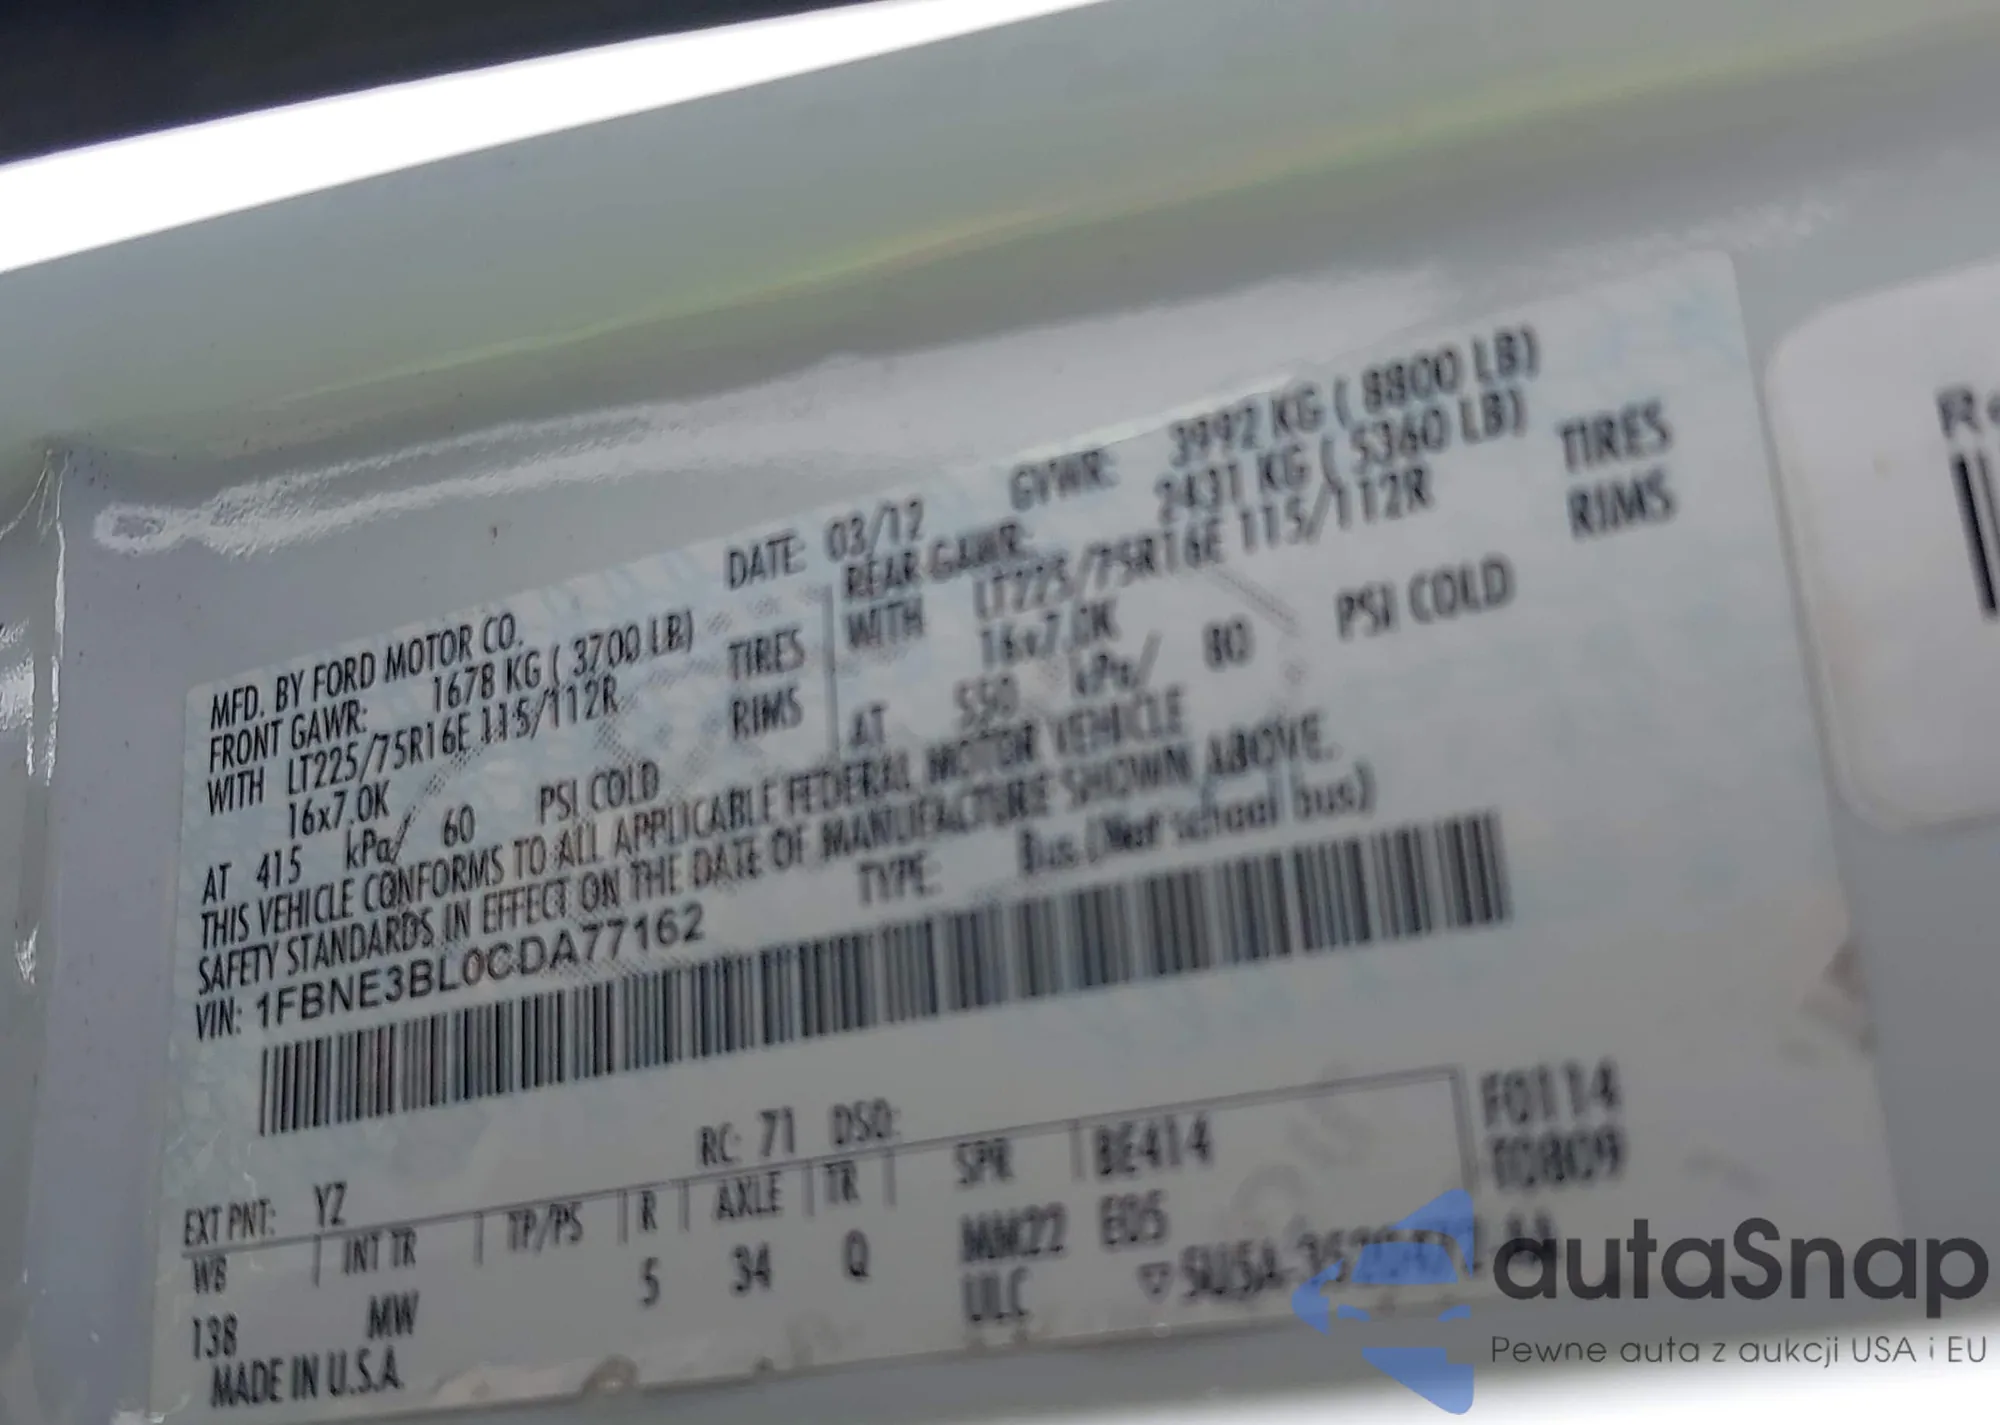 MFD. BY FORD MOTOR CO.
DATE: 03/12
GVWR: 3992 KG ( 8800 LB)
FRONT GAWR: 1678 KG ( 3700 LB)
WITH LT225/75R16E 115/112R TIRES
16x7.0K RIMS
AT 415 kPa/ 60 PSI COLD
REAR GAWR: 2431 KG ( 5360 LB)
WITH LT225/75R16E 115/112R TIRES
16x7.0K RIMS
AT 550 kPa/ 80 PSI COLD
THIS VEHICLE CONFORMS TO ALL APPLICABLE FEDERAL MOTOR VEHICLE
SAFETY STANDARDS IN EFFECT ON THE DATE OF MANUFACTURE SHOWN ABOVE.
VIN: 1FBNE3BL0CDA77162
TYPE: Bus (Not school bus)
F0114
T0809
EXT PNT: YZ RC: 71 DSO:
WB INT TR TP/PS R AXLE TR SPR BE414
138 MW 5 34 Q MM22 E05
ULC
MADE IN U.S.A.
autaSnap
Pewne auta z aukcji USA i EU